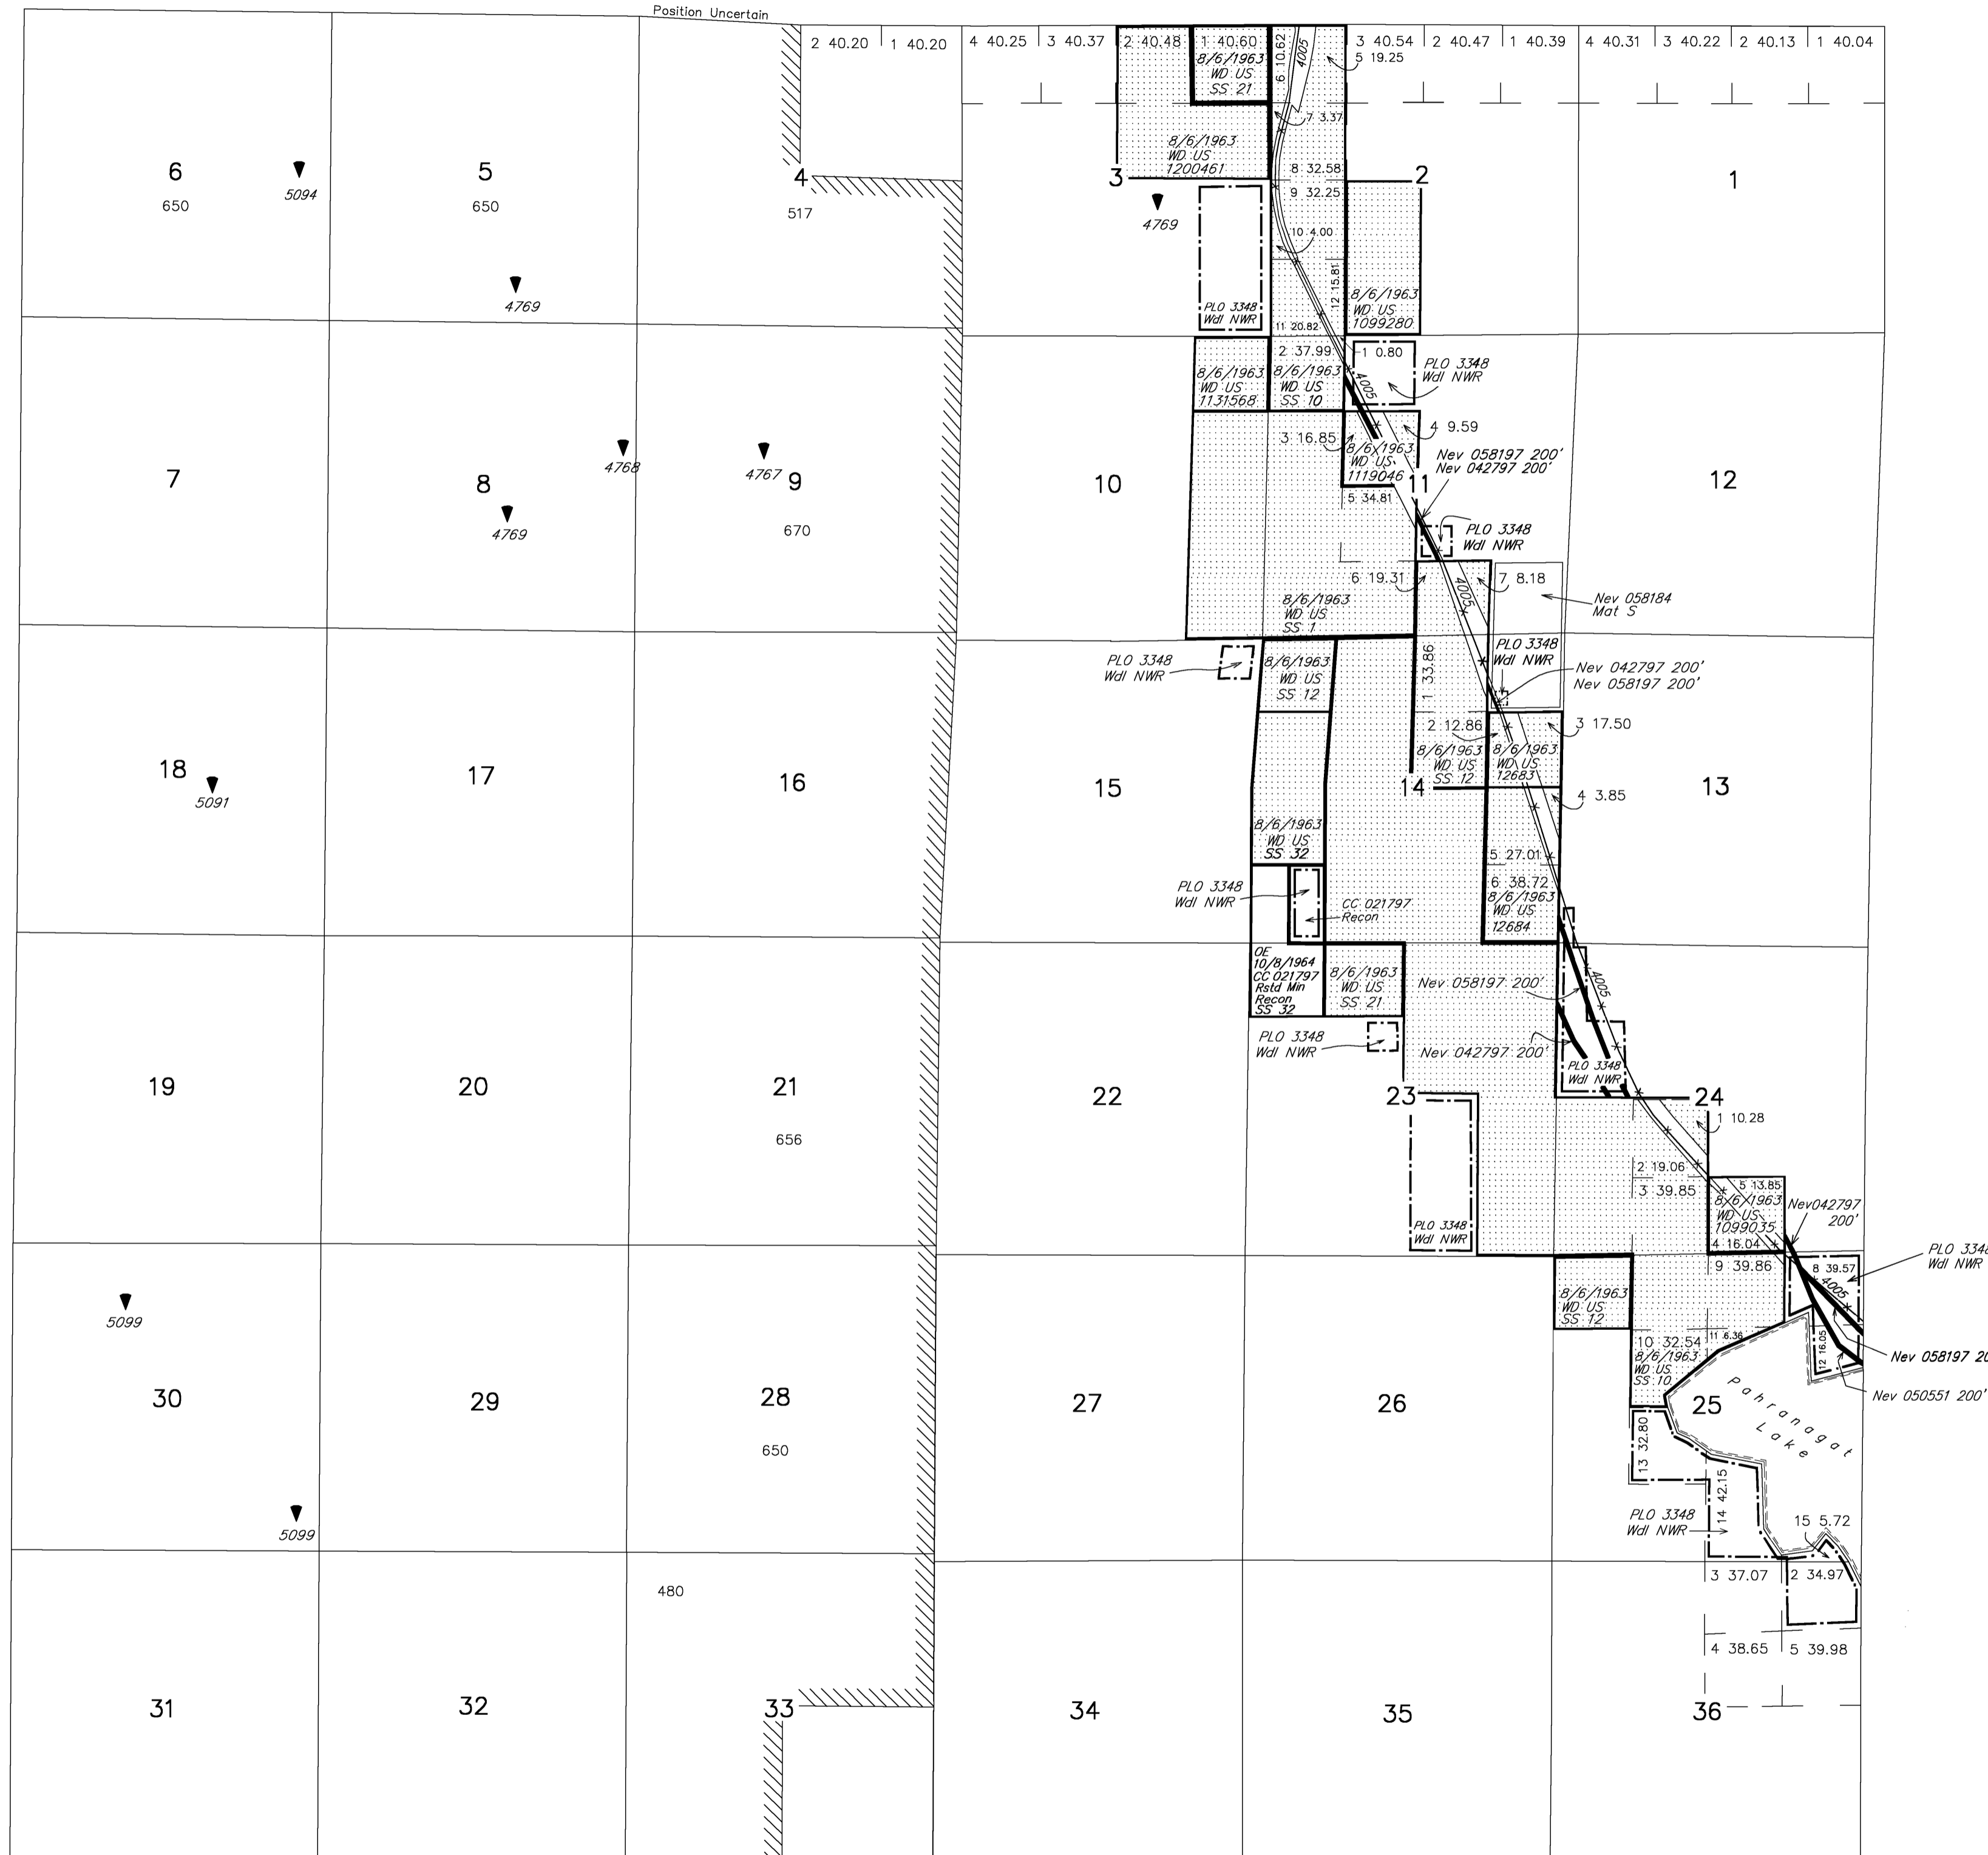 Position Uncertain
2 40.20
1 40.20
4 40.25
3 40.37
2 40.48
1 40.60
6 10.62
4005
3 40.54
2 40.47
1 40.39
4 40.31
3 40.22
2 40.13
1 40.04
5 19.25
8/6/1963
WD US
SS 21
7 3.37
8/6/1963
WD US
1200461
8 32.58
9 32.25
6
5094
650
5
650
4769
4
517
3
4769
2
1
10 4.00
12 15.81
8/6/1963
WD US
1099280
PLO 3348
Wdl NWR
11 20.82
2 37.99
1 0.80
8/6/1963
WD US
1131568
8/6/1963
WD US
SS 10
4005
PLO 3348
Wdl NWR
3 16.85
4 9.59
8/6/1963
WD US
1119046
Nev 058197 200'
Nev 042797 200'
7
8
4768
4769
4767
9
670
10
11
12
5 34.81
PLO 3348
Wdl NWR
6 19.31
4005
7 8.18
Nev 058184
Mat S
8/6/1963
WD US
SS 1
PLO 3348
Wdl NWR
8/6/1963
WD US
SS 12
1 33.86
PLO 3348
Wdl NWR
Nev 042797 200'
Nev 058197 200'
2 12.86
3 17.50
8/6/1963
WD US
SS 12
8/6/1963
WD US
12683
18
5091
17
16
15
14
13
4 3.85
8/6/1963
WD US
SS 32
5 27.01
6 38.72
8/6/1963
WD US
12684
PLO 3348
Wdl NWR
CC 021797
Recon
OE
10/8/1964
CC 021797
Rstd Min
Recon
SS 32
8/6/1963
WD US
SS 21
Nev 058197 200'
4005
PLO 3348
Wdl NWR
Nev 042797 200'
PLO 3348
Wdl NWR
19
20
21
656
22
23
24
1 10.28
2 19.06
3 39.85
5 13.85
8/6/1963
WD US
1099035
4 16.04
Nev042797
200'
PLO 3348
Wdl NWR
9 39.86
8 39.57
4005
PLO 334
Wdl NWR
8/6/1963
WD US
SS 12
5099
10 32.54
11 6.36
12 16.05
8/6/1963
WD US
SS 10
Nev 058197 20
Nev 050551 200'
30
29
28
650
27
26
25
Pahranagat
Lake
13 32.80
14 42.15
PLO 3348
Wdl NWR
15 5.72
5099
480
3 37.07
2 34.97
4 38.65
5 39.98
31
32
33
34
35
36